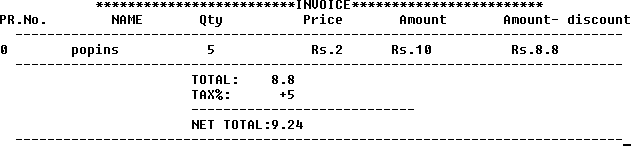 *************************INVOICE************************
PR.No. NAME Qty Price Amount Amount- discount
--------------------------------------------------------------------------
0 popins 5 Rs.2 Rs.10 Rs.8.8
--------------------------------------------------------------------------
TOTAL: 8.8
TAX%: +5
----------------------------
NET TOTAL:9.24
--------------------------------------------------------------------------_